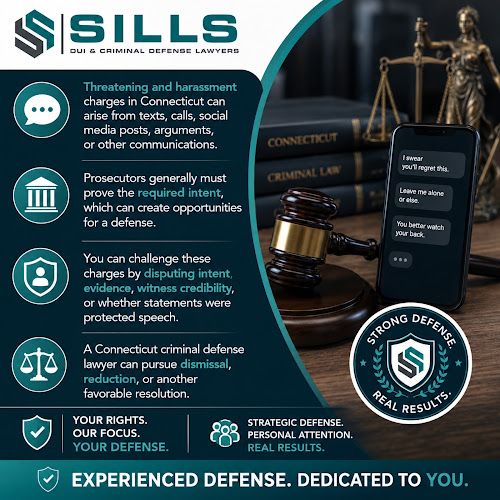 SILLS
DUI & CRIMINAL DEFENSE LAWYERS
Threatening and harassment
charges in Connecticut can
arise from texts, calls, social
media posts, arguments,
or other communications.
Prosecutors generally must
prove the required intent,
which can create opportunities
for a defense.
You can challenge these
charges by disputing intent,
evidence, witness credibility,
or whether statements were
protected speech.
A Connecticut criminal defense
lawyer can pursue dismissal,
reduction, or another
favorable resolution.
CONNECTICUT
CRIMINAL LAW
I swear
you'll regret this.
Leave me alone
or else.
You better watch
your back.
STRONG DEFENSE.
REAL RESULTS.
YOUR RIGHTS.
OUR FOCUS.
YOUR DEFENSE.
STRATEGIC DEFENSE.
PERSONAL ATTENTION.
REAL RESULTS.
EXPERIENCED DEFENSE. DEDICATED TO YOU.